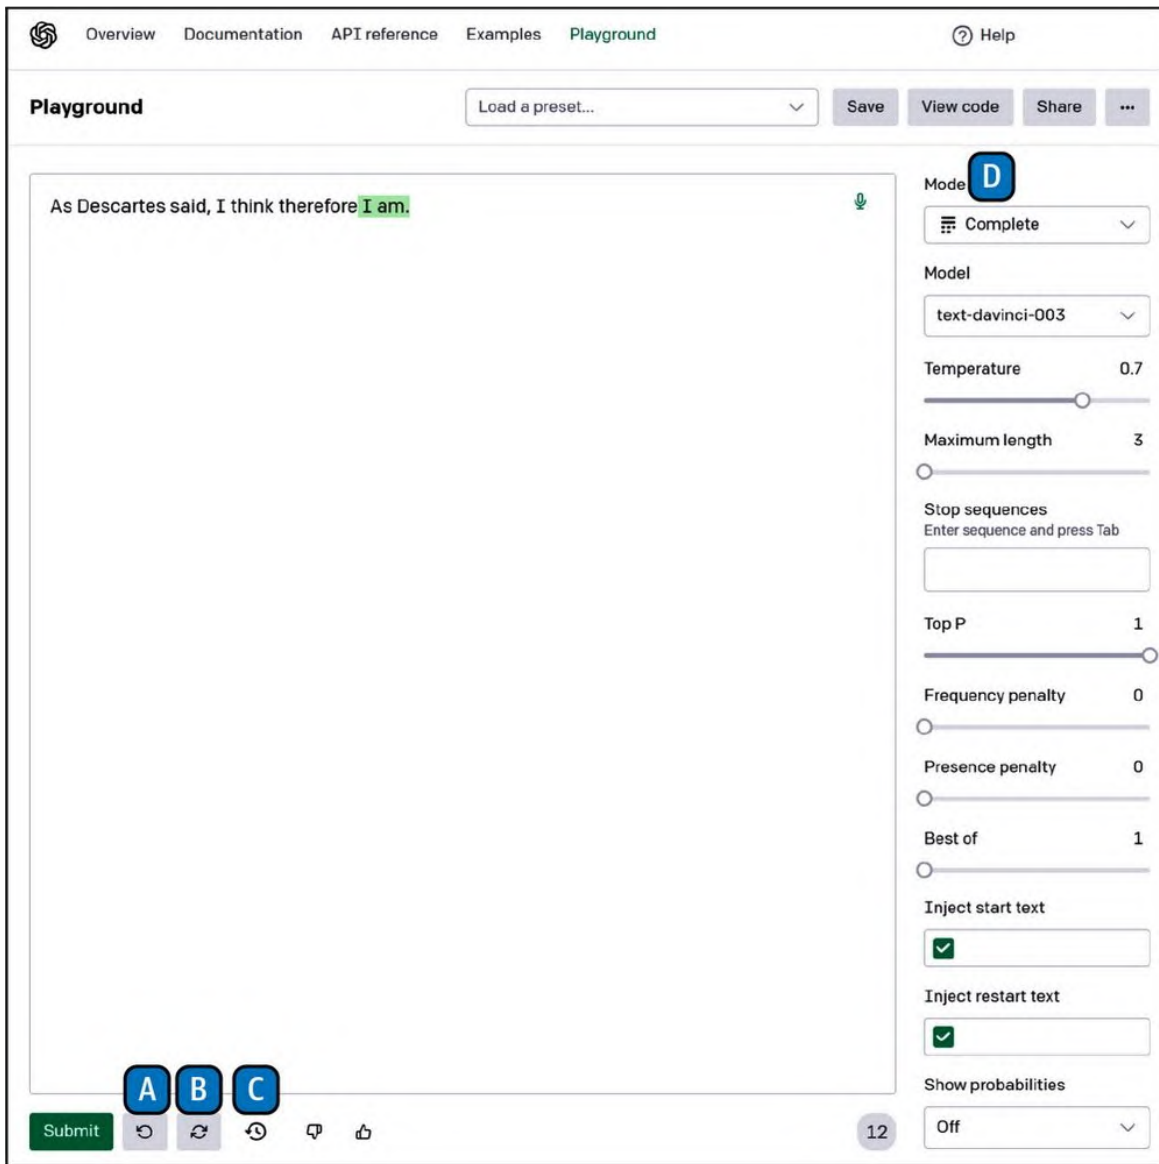 Overview Documentation API reference Examples Playground Help
Playground Load a preset... Save View code Share ...
As Descartes said, I think therefore I am.
Mode D
Complete
Model
text-davinci-003
Temperature 0.7
Maximum length 3
Stop sequences
Enter sequence and press Tab
Top P 1
Frequency penalty 0
Presence penalty 0
Best of 1
Inject start text
Inject restart text
Show probabilities
Off
A B C
Submit 12